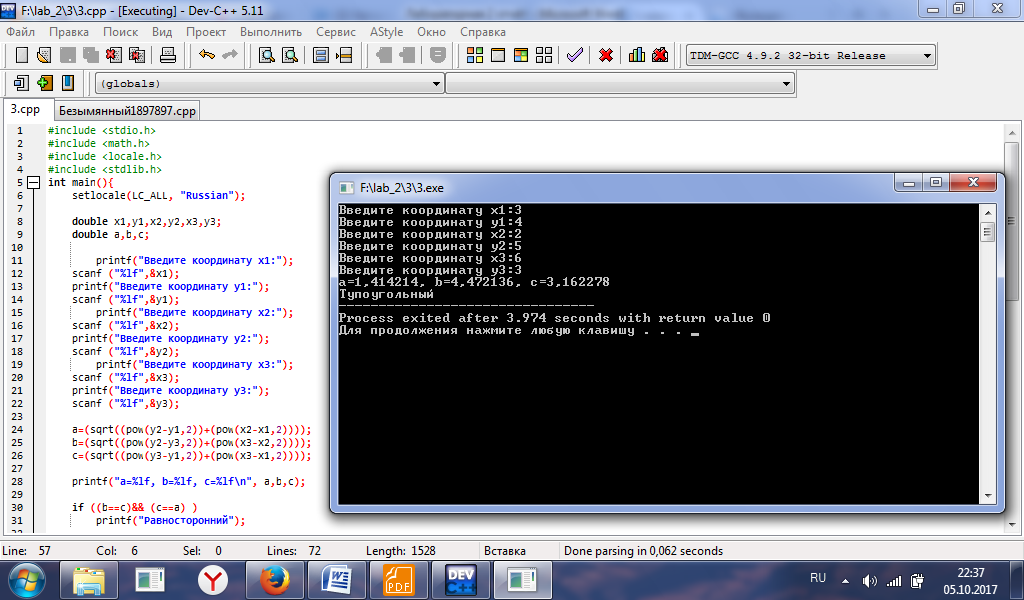 F:\lab_2\3\3.cpp - [Executing] - Dev-C++ 5.11
Файл Правка Поиск Вид Проект Выполнить Сервис AStyle Окно Справка
TDM-GCC 4.9.2 32-bit Release
(globals)
3.cpp Безымянный1897897.cpp
1 #include <stdio.h>
2 #include <math.h>
3 #include <locale.h>
4 #include <stdlib.h>
5 int main(){
6 setlocale(LC_ALL, "Russian");
7
8 double x1,y1,x2,y2,x3,y3;
9 double a,b,c;
10
11 printf("Введите координату x1:");
12 scanf ("%lf",&x1);
13 printf("Введите координату y1:");
14 scanf ("%lf",&y1);
15 printf("Введите координату x2:");
16 scanf ("%lf",&x2);
17 printf("Введите координату y2:");
18 scanf ("%lf",&y2);
19 printf("Введите координату x3:");
20 scanf ("%lf",&x3);
21 printf("Введите координату y3:");
22 scanf ("%lf",&y3);
23
24 a=(sqrt((pow(y2-y1,2))+(pow(x2-x1,2))));
25 b=(sqrt((pow(y2-y3,2))+(pow(x3-x2,2))));
26 c=(sqrt((pow(y3-y1,2))+(pow(x3-x1,2))));
27
28 printf("a=%lf, b=%lf, c=%lf\n", a,b,c);
29
30 if ((b==c)&& (c==a) )
31 printf("Равносторонний");
F:\lab_2\3\3.exe
Введите координату x1:3
Введите координату y1:4
Введите координату x2:2
Введите координату y2:5
Введите координату x3:6
Введите координату y3:3
a=1,414214, b=4,472136, c=3,162278
Тупоугольный
--------------------------------
Process exited after 3.974 seconds with return value 0
Для продолжения нажмите любую клавишу . . .
Line: 57 Col: 6 Sel: 0 Lines: 72 Length: 1528 Вставка Done parsing in 0,062 seconds
PDF
DEV C++
RU
22:37
05.10.2017